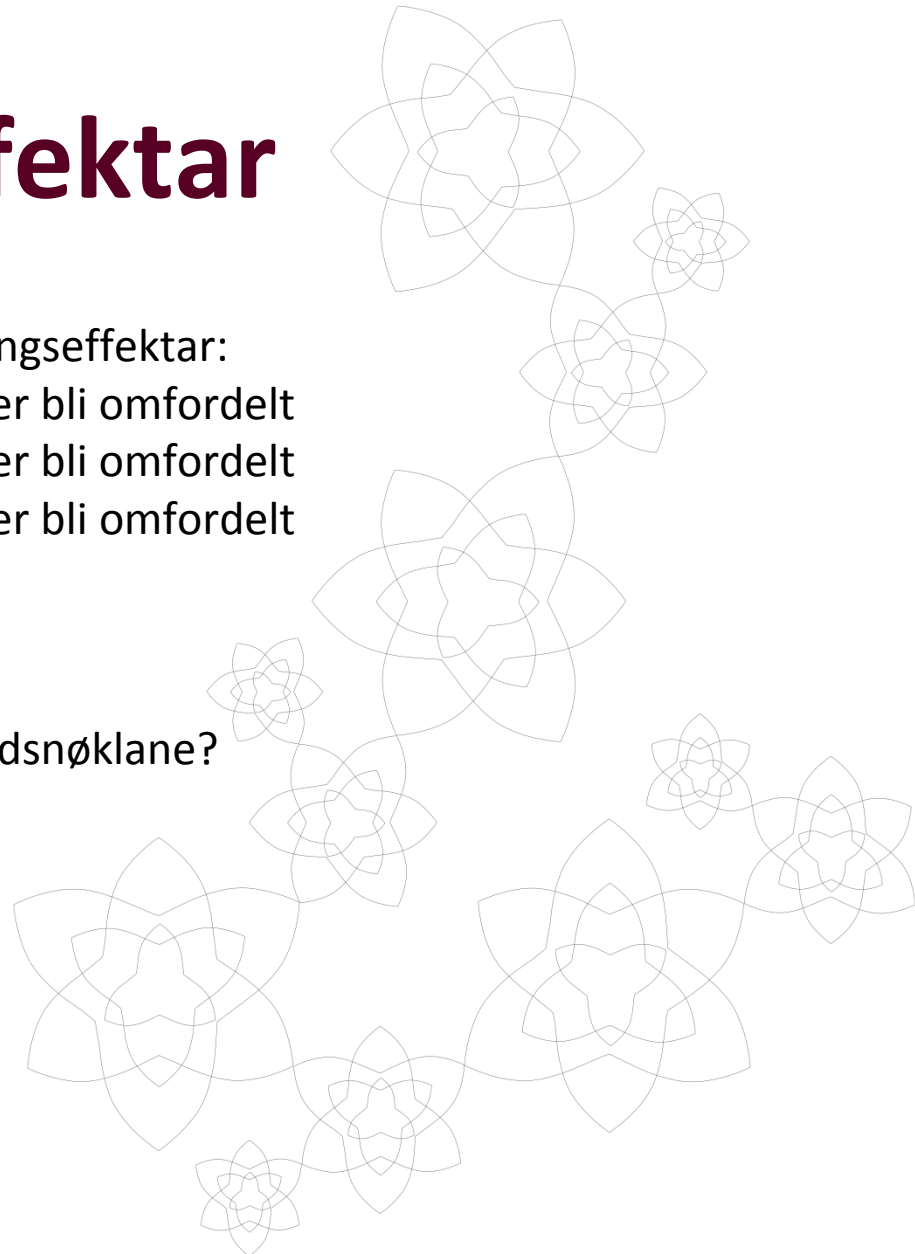 fektar
ngseffektar:
er bli omfordelt
er bli omfordelt
er bli omfordelt
dsnøklane?